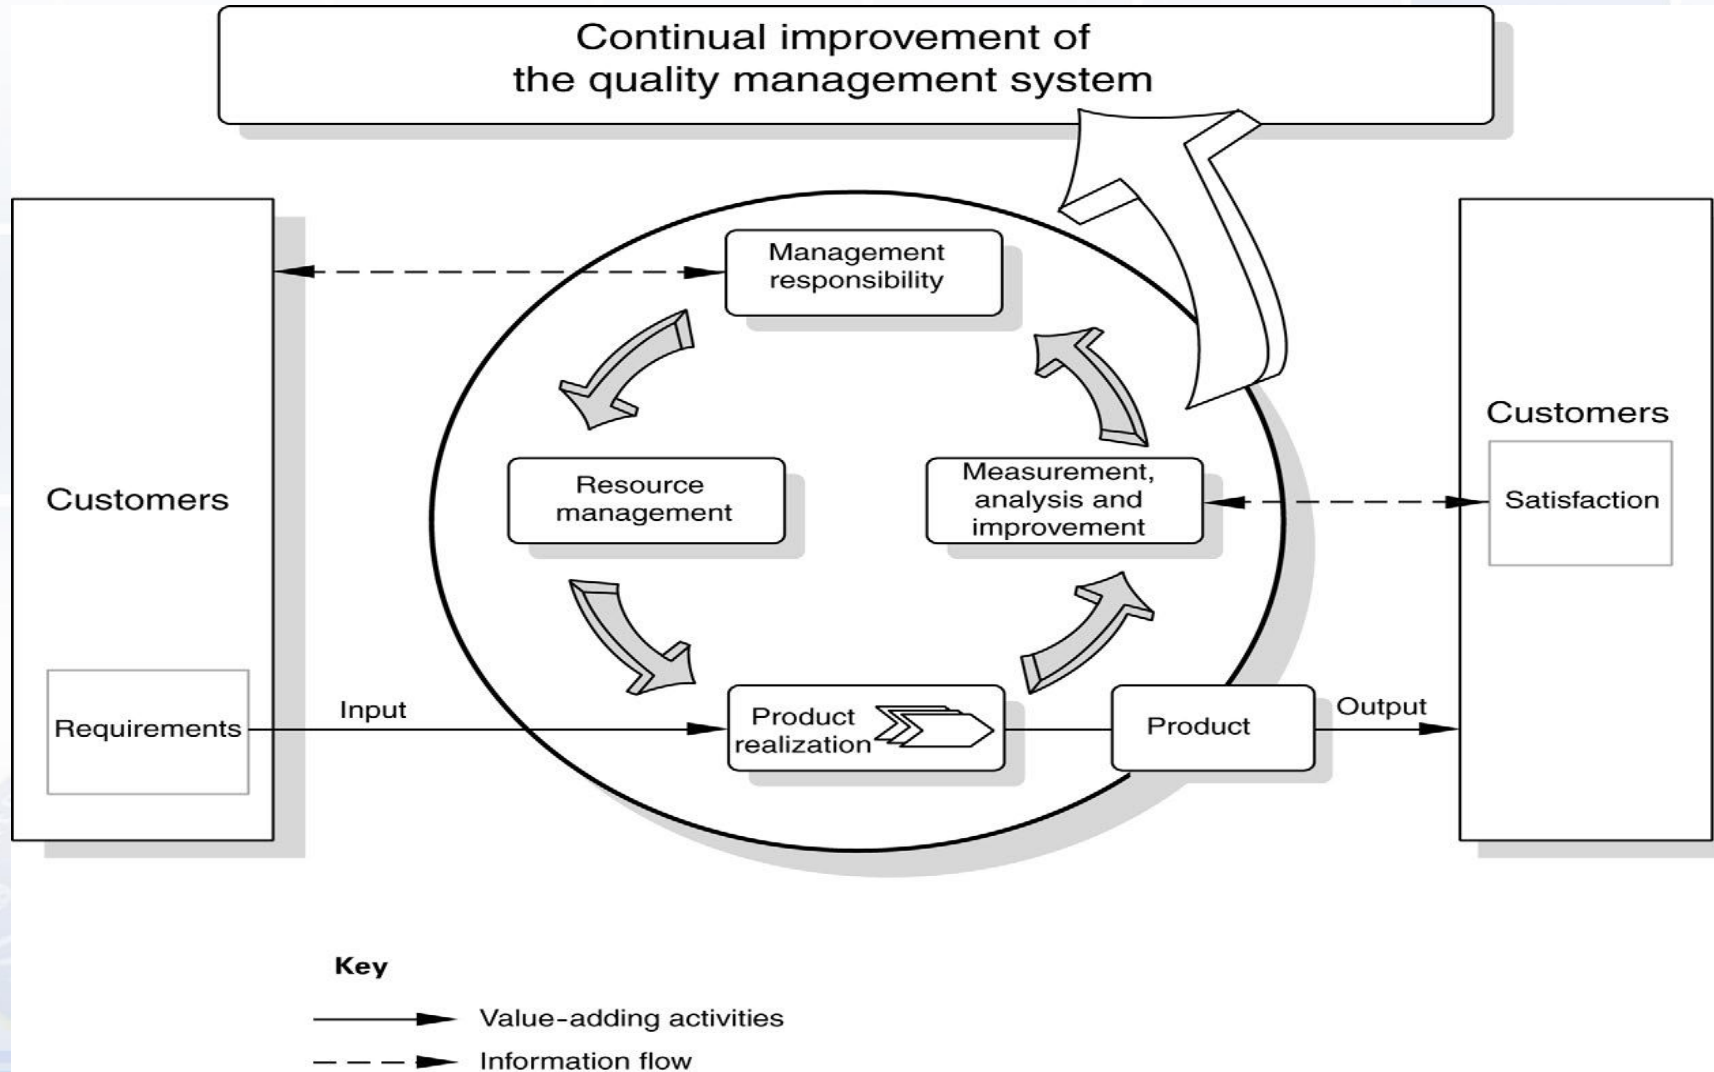 Continual improvement of
the quality management system
Management
responsibility
Customers
Resource
management
Measurement,
analysis and
improvement
Customers
Satisfaction
Requirements
Input
Product
realization
Product
Output
Key
Value-adding activities
Information flow